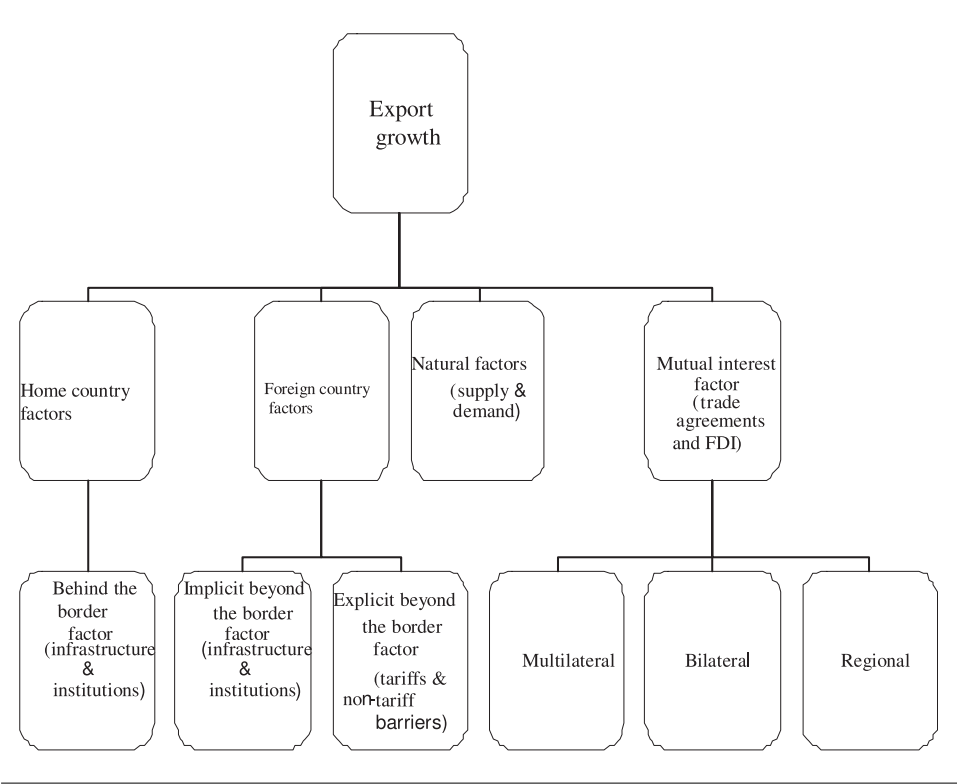 Export
growth
Home country
factors
Foreign country
factors
Natural factors
(supply &
demand)
Mutual interest
factor
(trade
agreements
and FDI)
Behind the
border
factor
(infrastructure
&
institutions)
Implicit beyond
the border
factor
(infrastructure
&
institutions)
Explicit beyond
the border
factor
(tariffs &
non-tariff
barriers)
Multilateral
Bilateral
Regional